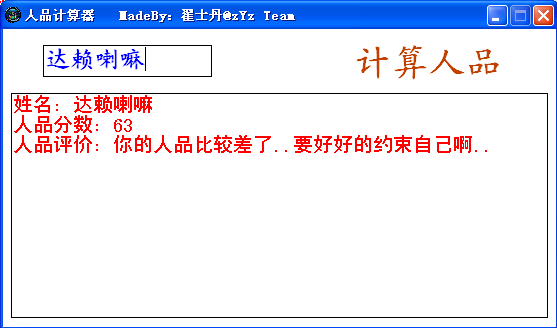 人品计算器 MadeBy：翟士丹@zYz Team
达赖喇嘛
计算人品
姓名：达赖喇嘛
人品分数：63
人品评价：你的人品比较差了..要好好的约束自己啊..